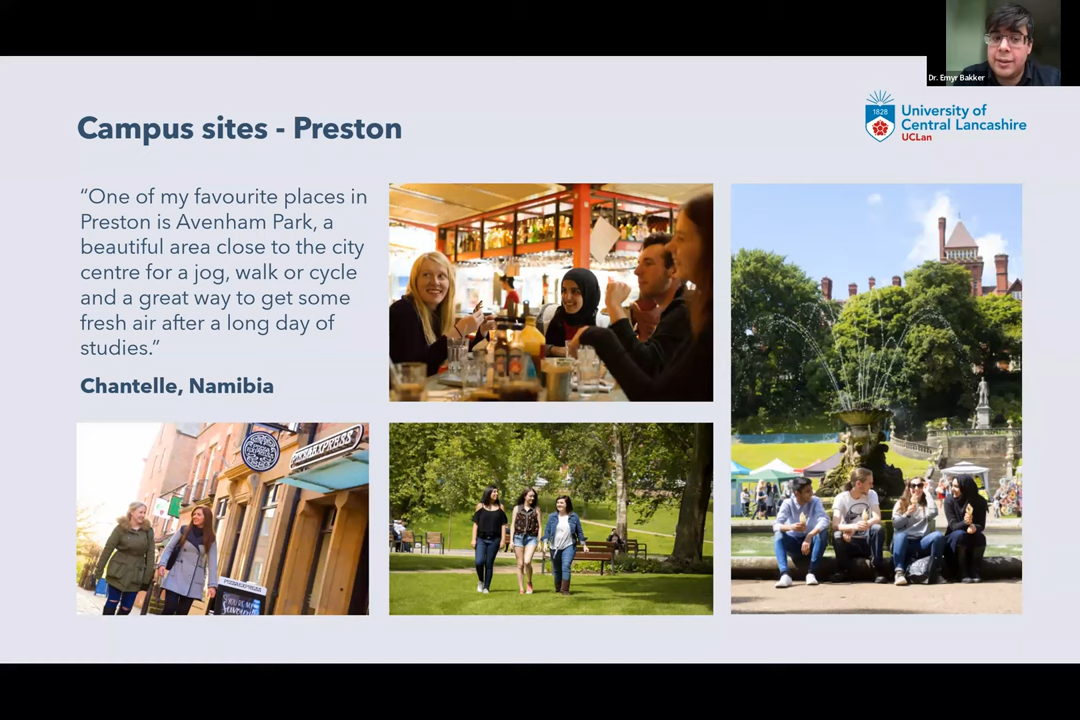 Dr. Emyr Bakker
Campus sites - Preston
1828
University of
Central Lancashire
UCLan
“One of my favourite places in
Preston is Avenham Park, a
beautiful area close to the city
centre for a jog, walk or cycle
and a great way to get some
fresh air after a long day of
studies.”
Chantelle, Namibia
PIZZAEXPRESS
PIZZAEXPRESS